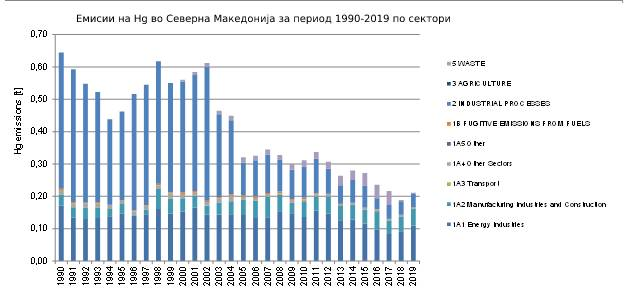 Емисии на Hg во Северна Македонија за период 1990-2019 по сектори
0,70
0,60
0,50
0,40
0,30
0,20
0,10
0,00
Hg emissions [t]
1990 1991 1992 1993 1994 1995 1996 1997 1998 1999 2000 2001 2002 2003 2004 2005 2006 2007 2008 2009 2010 2011 2012 2013 2014 2015 2016 2017 2018 2019
5 WASTE
3 AGRICULTURE
2 INDUSTRIAL PROCESSES
1B FUGITIVE EMISSIONS FROM FUELS
1A5 Other
1A4 Other Sectors
1A3 Transport
1A2 Manufacturing Industries and Construction
1A1 Energy Industries